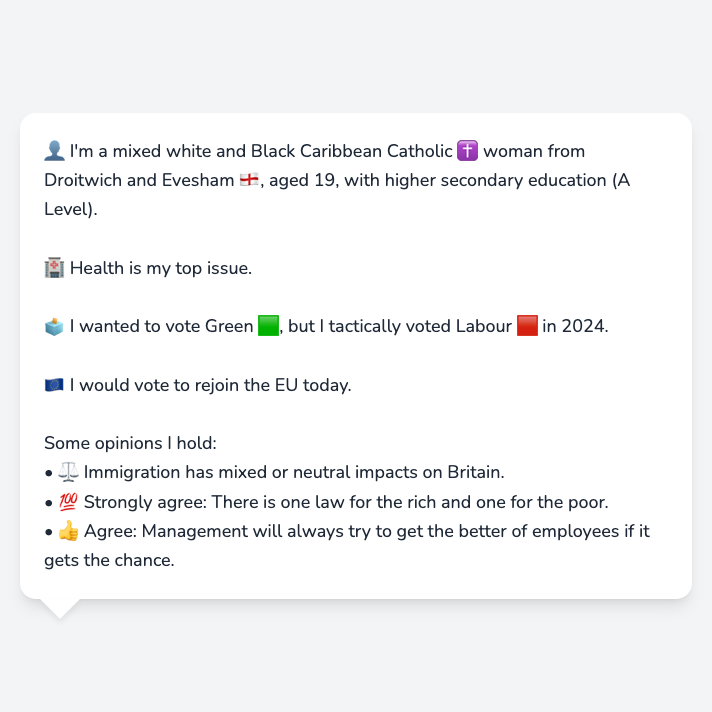 👤 I'm a mixed white and Black Caribbean Catholic ✝️ woman from
Droitwich and Evesham 🏴󠁧󠁢󠁥󠁮󠁧󠁿, aged 19, with higher secondary education (A
Level).
🏥 Health is my top issue.
🗳️ I wanted to vote Green 🟩, but I tactically voted Labour 🟥 in 2024.
🇪🇺 I would vote to rejoin the EU today.
Some opinions I hold:
• ⚖️ Immigration has mixed or neutral impacts on Britain.
• 💯 Strongly agree: There is one law for the rich and one for the poor.
• 👍 Agree: Management will always try to get the better of employees if it
gets the chance.